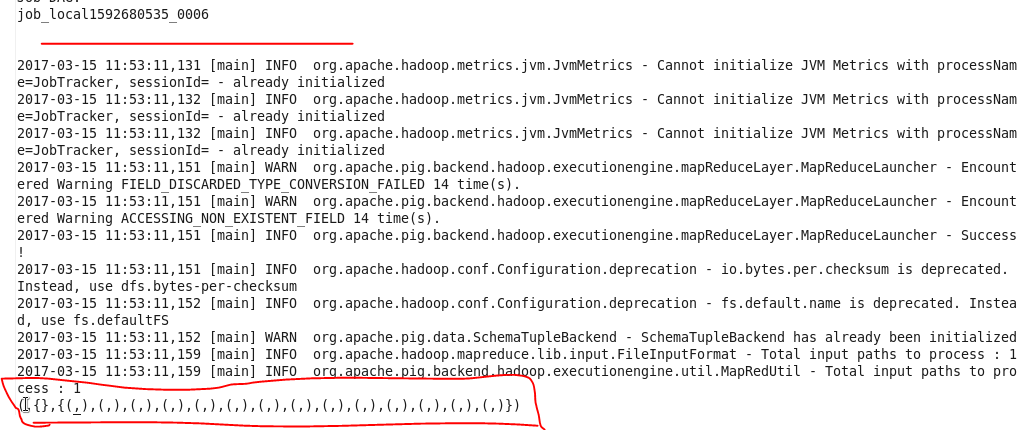 Job DAG:
job_local1592680535_0006
2017-03-15 11:53:11,131 [main] INFO  org.apache.hadoop.metrics.jvm.JvmMetrics - Cannot initialize JVM Metrics with processNam
e=JobTracker, sessionId= - already initialized
2017-03-15 11:53:11,132 [main] INFO  org.apache.hadoop.metrics.jvm.JvmMetrics - Cannot initialize JVM Metrics with processNam
e=JobTracker, sessionId= - already initialized
2017-03-15 11:53:11,132 [main] INFO  org.apache.hadoop.metrics.jvm.JvmMetrics - Cannot initialize JVM Metrics with processNam
e=JobTracker, sessionId= - already initialized
2017-03-15 11:53:11,151 [main] WARN  org.apache.pig.backend.hadoop.executionengine.mapReduceLayer.MapReduceLauncher - Encount
ered Warning FIELD_DISCARDED_TYPE_CONVERSION_FAILED 14 time(s).
2017-03-15 11:53:11,151 [main] WARN  org.apache.pig.backend.hadoop.executionengine.mapReduceLayer.MapReduceLauncher - Encount
ered Warning ACCESSING_NON_EXISTENT_FIELD 14 time(s).
2017-03-15 11:53:11,151 [main] INFO  org.apache.pig.backend.hadoop.executionengine.mapReduceLayer.MapReduceLauncher - Success
!
2017-03-15 11:53:11,151 [main] INFO  org.apache.hadoop.conf.Configuration.deprecation - io.bytes.per.checksum is deprecated.
Instead, use dfs.bytes-per-checksum
2017-03-15 11:53:11,152 [main] INFO  org.apache.hadoop.conf.Configuration.deprecation - fs.default.name is deprecated. Instea
d, use fs.defaultFS
2017-03-15 11:53:11,152 [main] WARN  org.apache.pig.data.SchemaTupleBackend - SchemaTupleBackend has already been initialized
2017-03-15 11:53:11,159 [main] INFO  org.apache.hadoop.mapreduce.lib.input.FileInputFormat - Total input paths to process : 1
2017-03-15 11:53:11,159 [main] INFO  org.apache.pig.backend.hadoop.executionengine.util.MapRedUtil - Total input paths to pro
cess : 1
(,{},{(,),(,),(,),(,),(,),(,),(,),(,),(,),(,),(,),(,),(,),(,)})